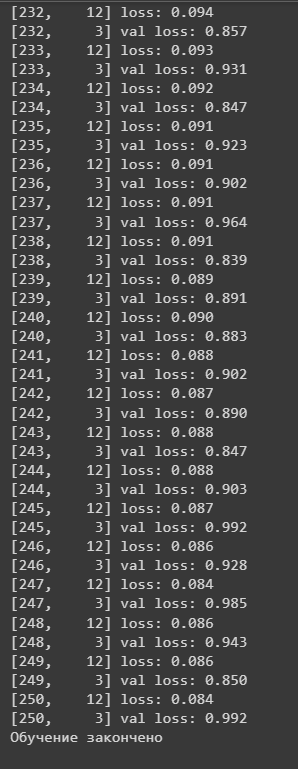 [232,    12] loss: 0.094
[232,     3] val loss: 0.857
[233,    12] loss: 0.093
[233,     3] val loss: 0.931
[234,    12] loss: 0.092
[234,     3] val loss: 0.847
[235,    12] loss: 0.091
[235,     3] val loss: 0.923
[236,    12] loss: 0.091
[236,     3] val loss: 0.902
[237,    12] loss: 0.091
[237,     3] val loss: 0.964
[238,    12] loss: 0.091
[238,     3] val loss: 0.839
[239,    12] loss: 0.089
[239,     3] val loss: 0.891
[240,    12] loss: 0.090
[240,     3] val loss: 0.883
[241,    12] loss: 0.088
[241,     3] val loss: 0.902
[242,    12] loss: 0.087
[242,     3] val loss: 0.890
[243,    12] loss: 0.088
[243,     3] val loss: 0.847
[244,    12] loss: 0.088
[244,     3] val loss: 0.903
[245,    12] loss: 0.087
[245,     3] val loss: 0.992
[246,    12] loss: 0.086
[246,     3] val loss: 0.928
[247,    12] loss: 0.084
[247,     3] val loss: 0.985
[248,    12] loss: 0.086
[248,     3] val loss: 0.943
[249,    12] loss: 0.086
[249,     3] val loss: 0.850
[250,    12] loss: 0.084
[250,     3] val loss: 0.992
Обучение закончено